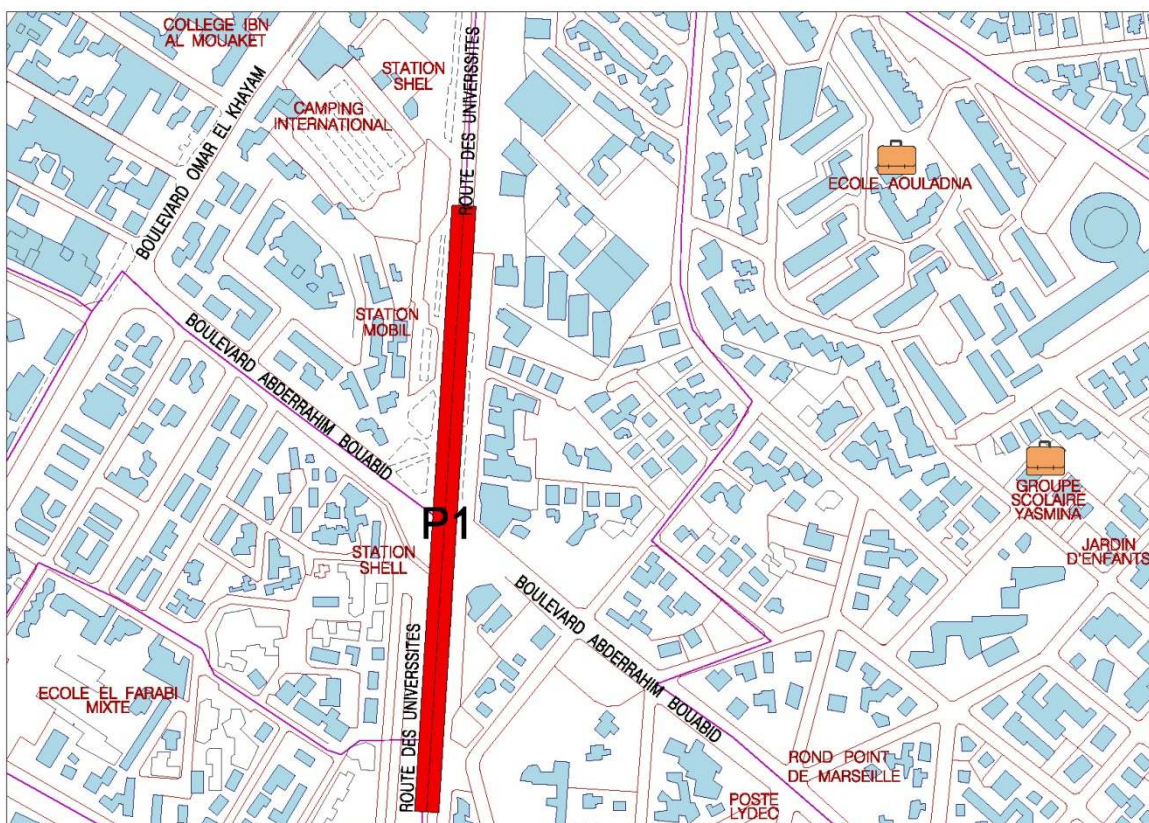 COLLEGE IBN
AL MOUAKET
BOULEVARD OMAR EL KHAYAM
STATION
SHEL
CAMPING
INTERNATIONAL
ROUTE DES UNIVERSSITES
ECOLE AOULADNA
STATION
MOBIL
BOULEVARD ABDERRAHIM BOUABID
P1
GROUPE
SCOLAIRE
YASMINA
JARDIN
D'ENFANTS
STATION
SHELL
BOULEVARD ABDERRAHIM BOUABID
ROUTE DES UNIVERSSITES
ECOLE EL FARABI
MIXTE
ROND POINT
DE MARSEILLE
POSTE
LYDEC